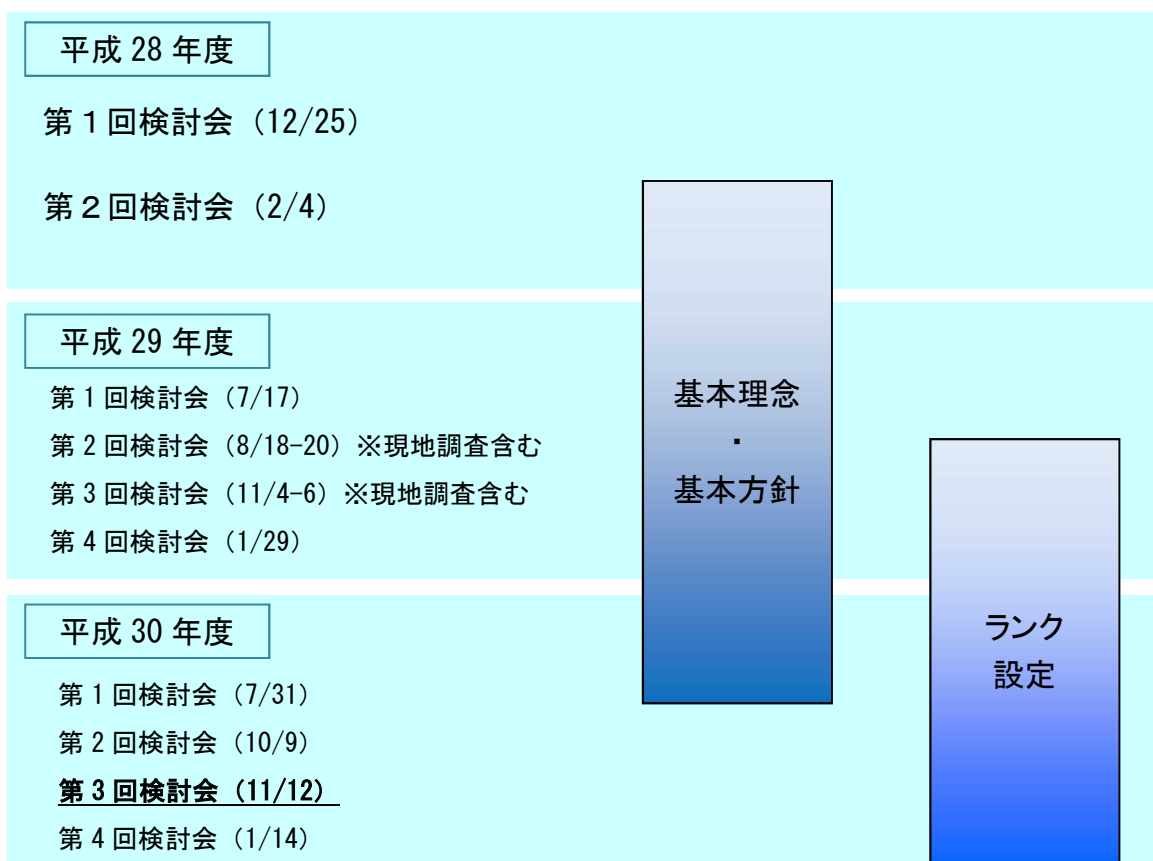 平成 28 年度
第１回検討会（12/25）
第２回検討会（2/4）
平成 29 年度
第 1 回検討会（7/17）
第 2 回検討会（8/18-20）※現地調査含む
第 3 回検討会（11/4-6）※現地調査含む
第 4 回検討会（1/29）
基本理念
・
基本方針
平成 30 年度
第 1 回検討会（7/31）
第 2 回検討会（10/9）
第 3 回検討会（11/12）
第 4 回検討会（1/14）
ランク
設定